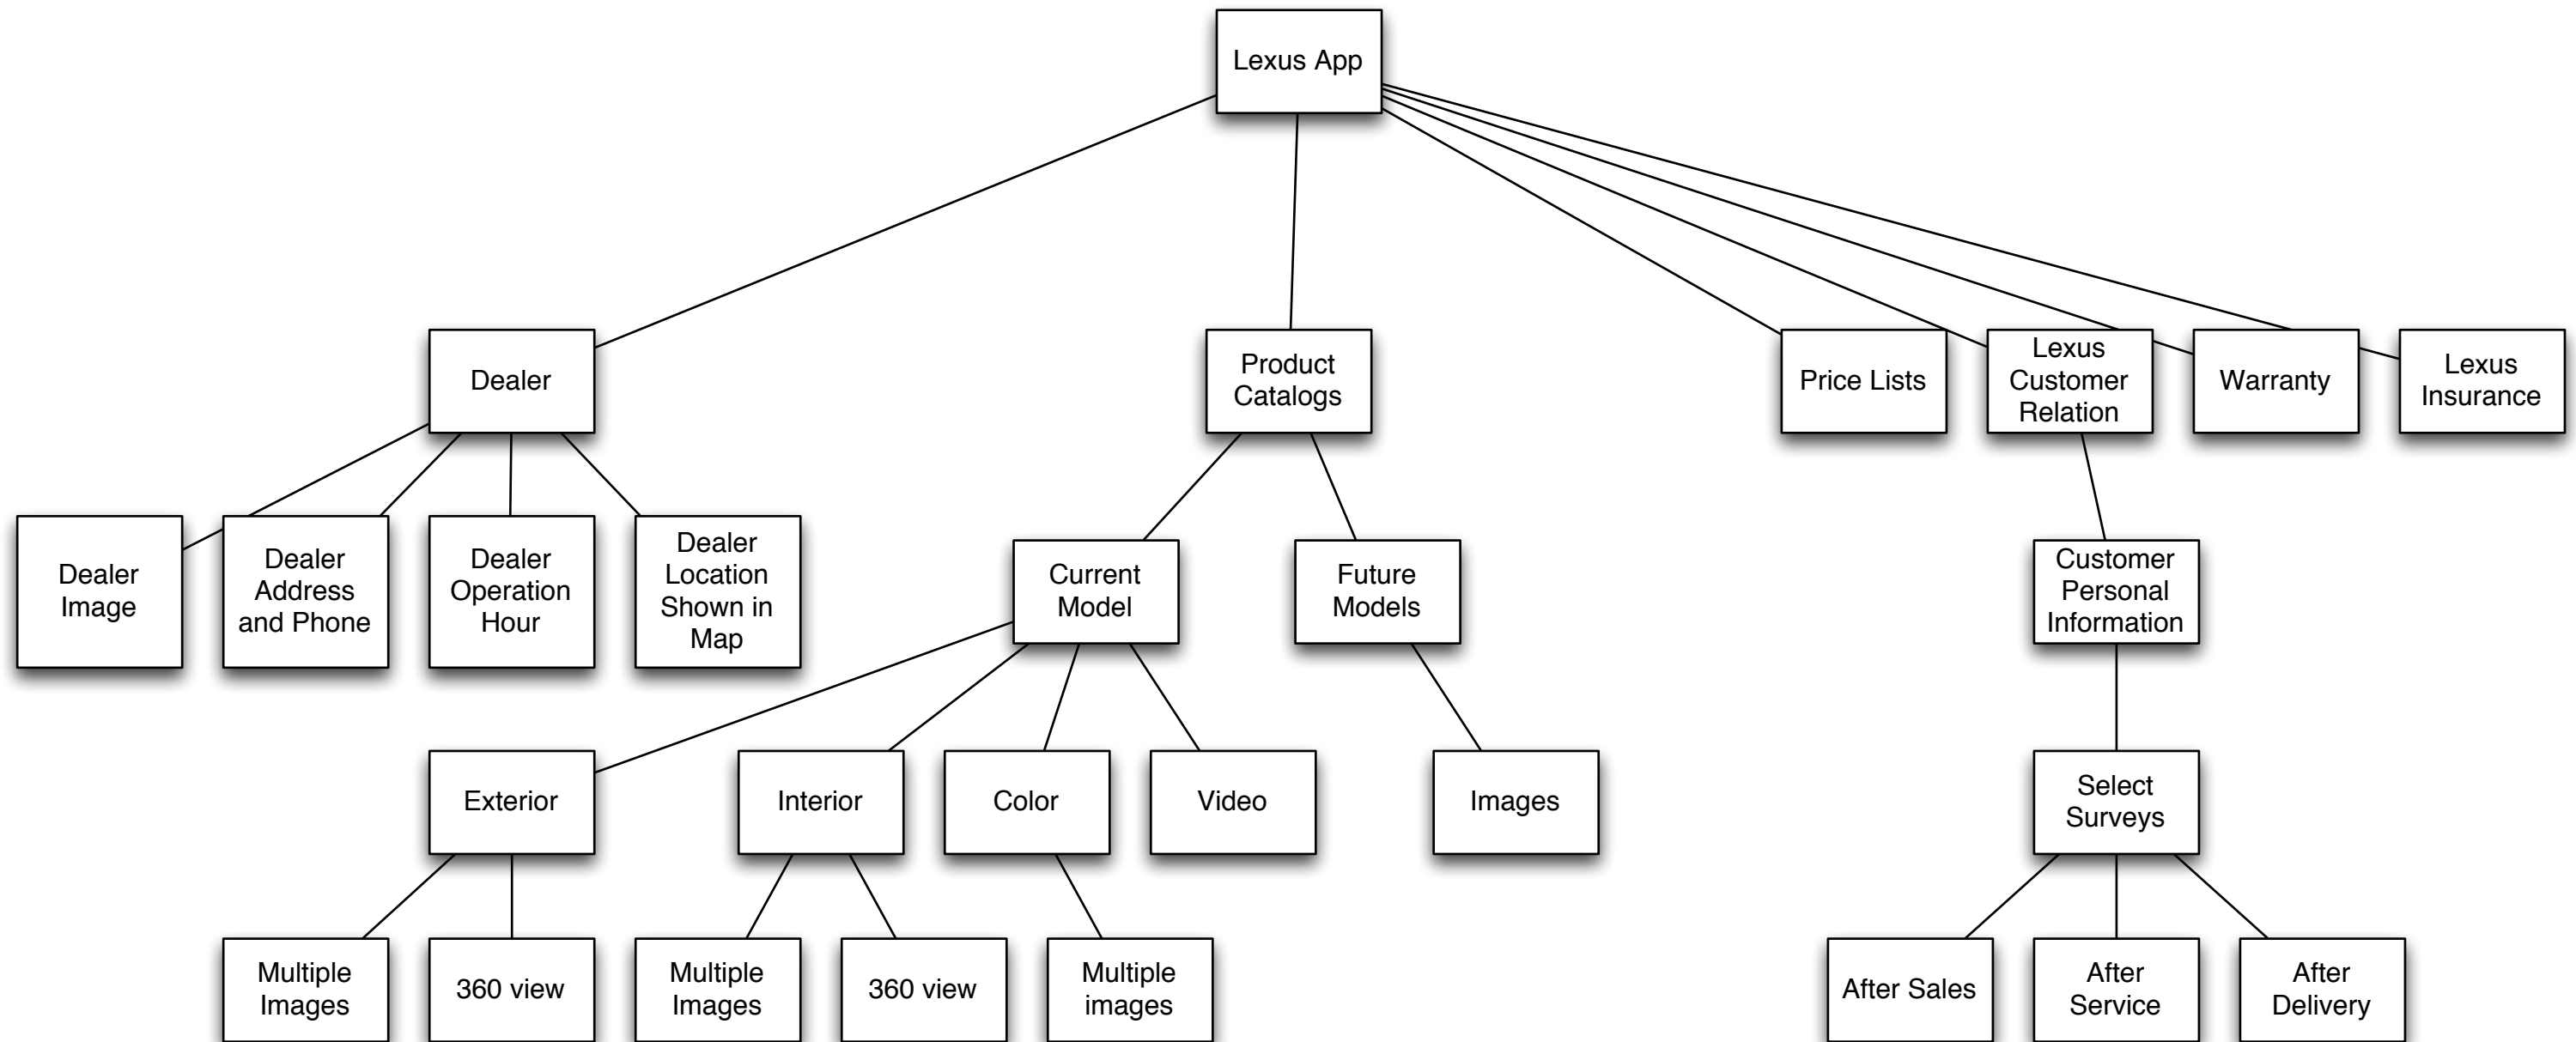 Lexus App
Dealer
Product
Catalogs
Price Lists
Lexus
Customer
Relation
Warranty
Lexus
Insurance
Dealer
Image
Dealer
Address
and Phone
Dealer
Operation
Hour
Dealer
Location
Shown in
Map
Current
Model
Future
Models
Customer
Personal
Information
Exterior
Interior
Color
Video
Images
Select
Surveys
Multiple
Images
360 view
Multiple
Images
360 view
Multiple
images
After Sales
After
Service
After
Delivery